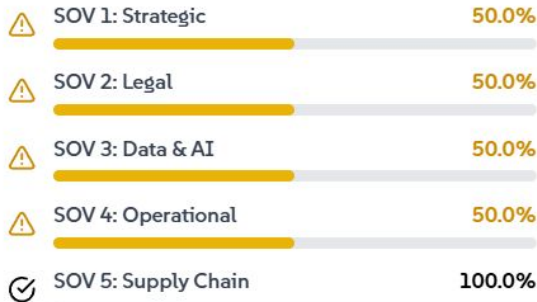 SOV 1: Strategic 50.0%
SOV 2: Legal 50.0%
SOV 3: Data & AI 50.0%
SOV 4: Operational 50.0%
SOV 5: Supply Chain 100.0%